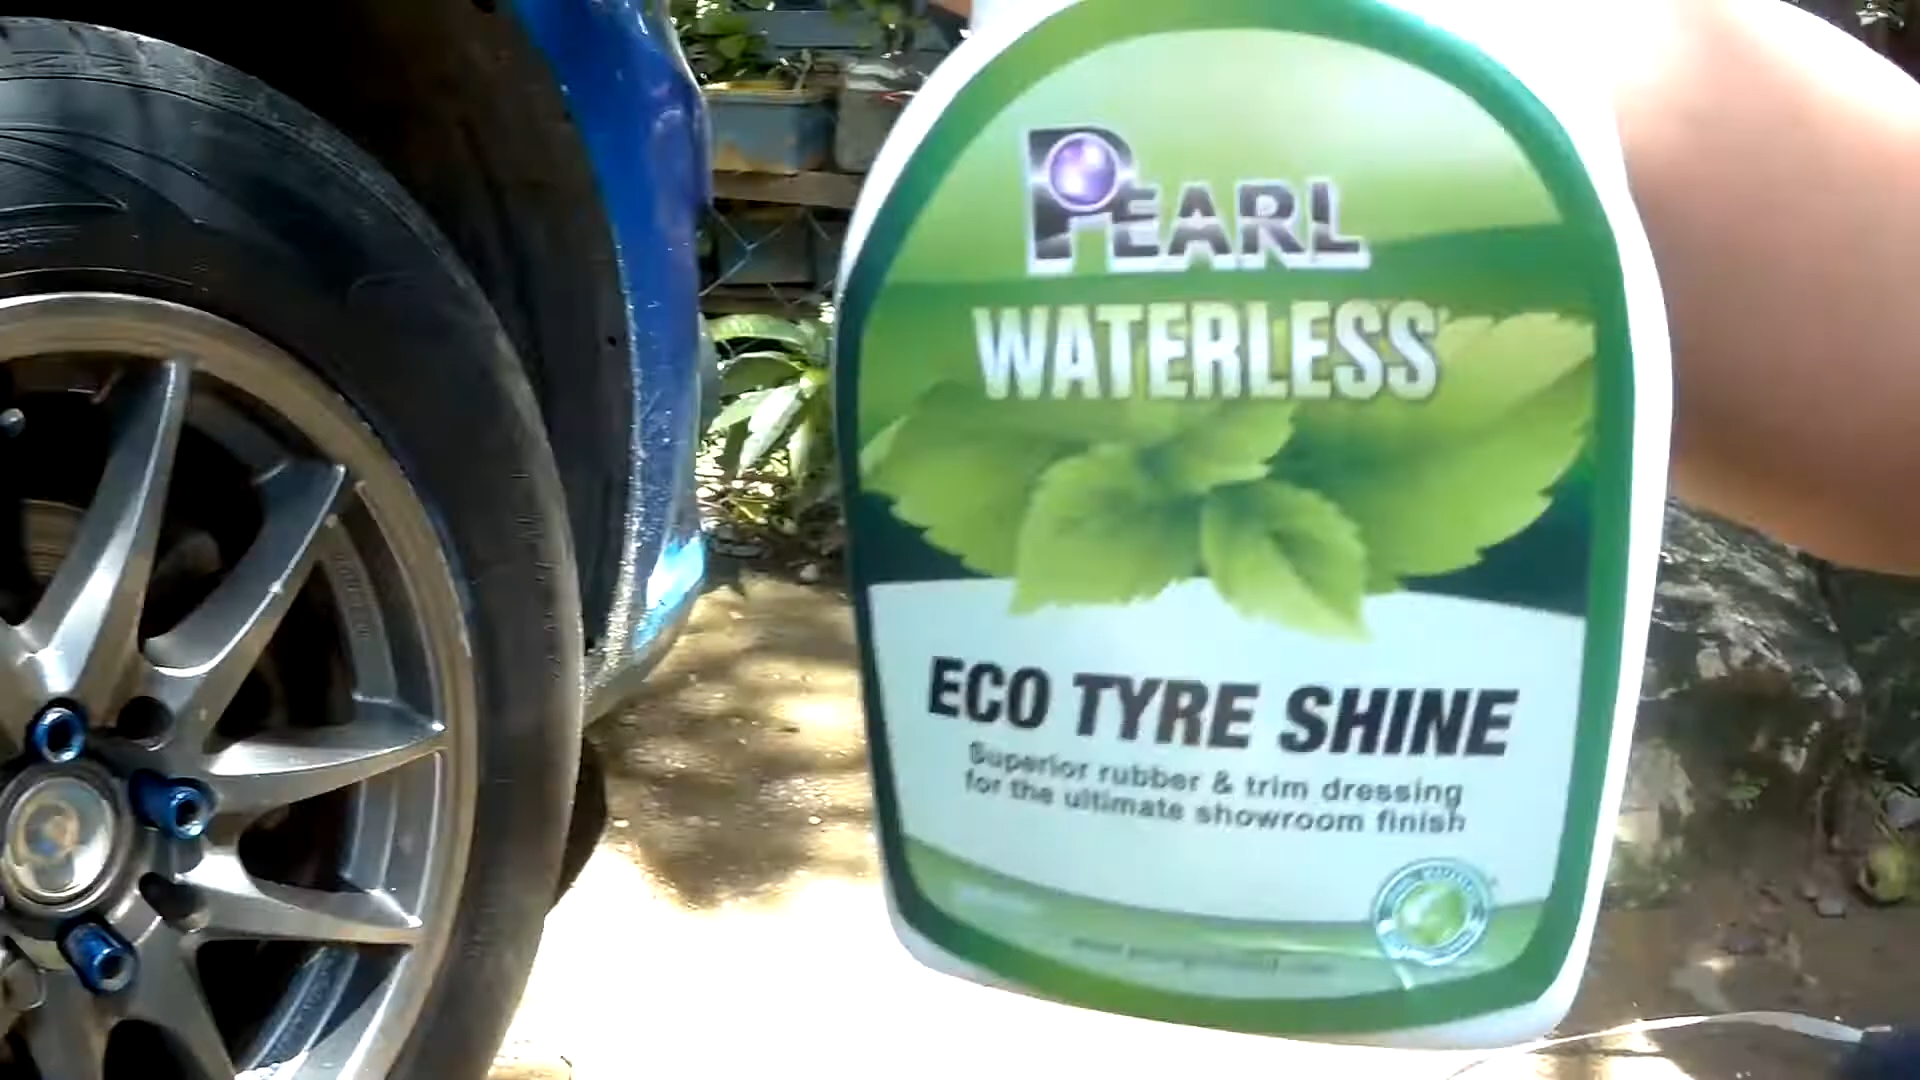 PEARL
WATERLESS
ECO TYRE SHINE
Superior rubber & trim dressing
for the ultimate showroom finish